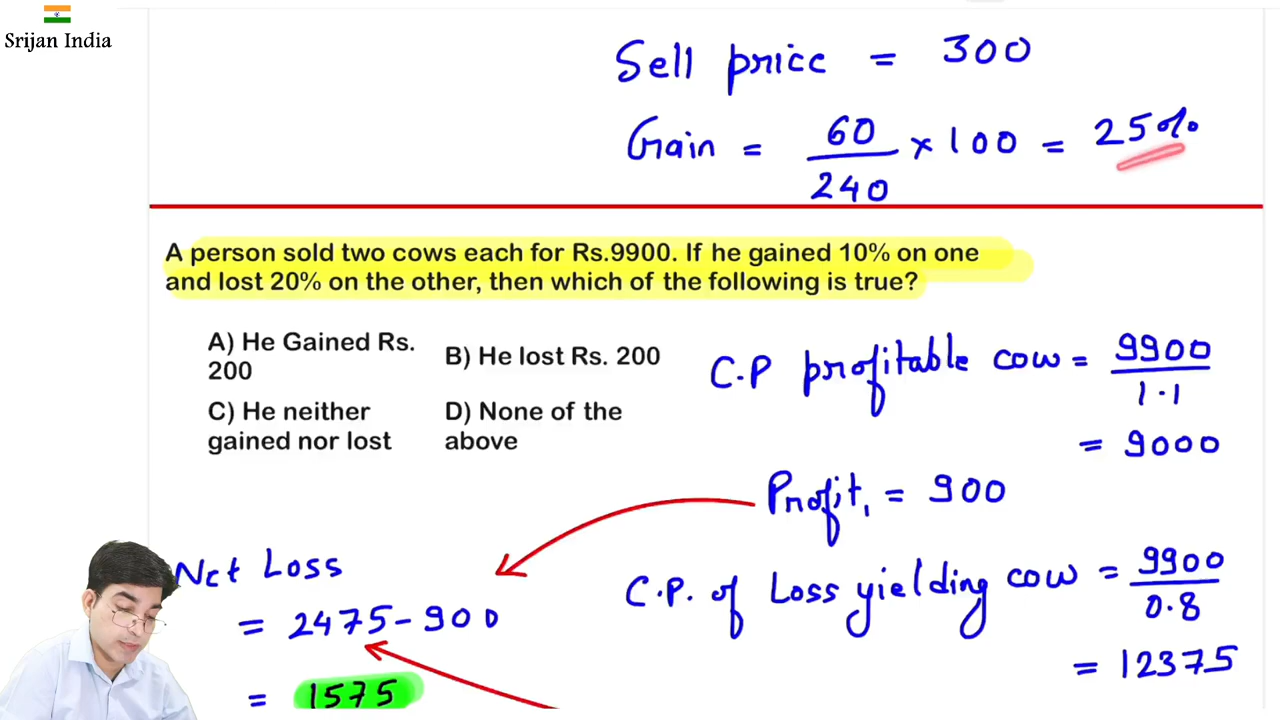 Srijan India
Sell price = 300
Gain = 60/240 × 100 = 25%
A person sold two cows each for Rs.9900. If he gained 10% on one
and lost 20% on the other, then which of the following is true?
A) He Gained Rs.
200
B) He lost Rs. 200
C) He neither
gained nor lost
D) None of the
above
C.P profitable cow = 9900/1.1
= 9000
Profit₁ = 900
C.P. of Loss yielding cow = 9900/0.8
= 12375
Net Loss
= 2475-900
= 1575